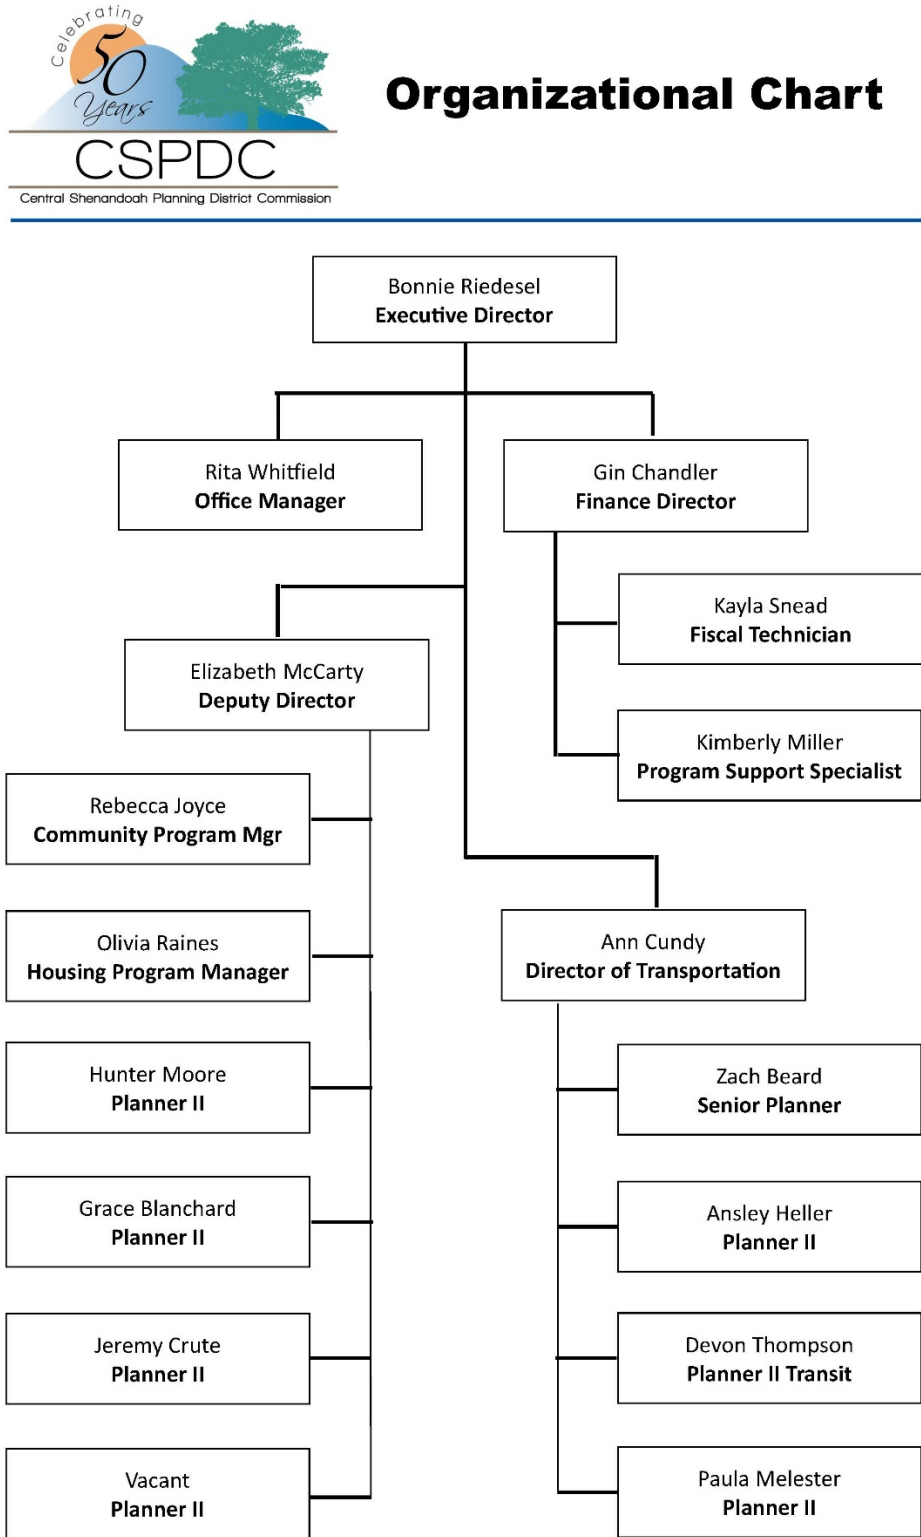 Celebrating
50
Years
CSPDC
Central Shenandoah Planning District Commission
Organizational Chart
Bonnie Riedesel
Executive Director
Rita Whitfield
Office Manager
Gin Chandler
Finance Director
Kayla Snead
Fiscal Technician
Elizabeth McCarty
Deputy Director
Kimberly Miller
Program Support Specialist
Rebecca Joyce
Community Program Mgr
Olivia Raines
Housing Program Manager
Ann Cundy
Director of Transportation
Hunter Moore
Planner II
Zach Beard
Senior Planner
Grace Blanchard
Planner II
Ansley Heller
Planner II
Jeremy Crute
Planner II
Devon Thompson
Planner II Transit
Vacant
Planner II
Paula Melester
Planner II